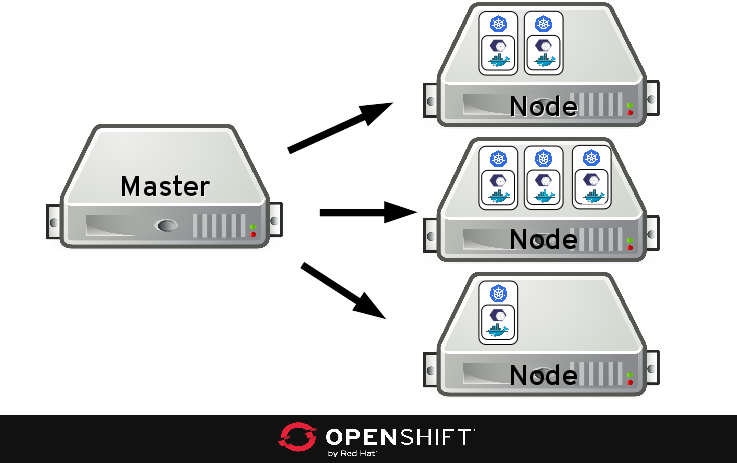 Master
Node
Node
Node
OPENSHIFT
by Red Hat